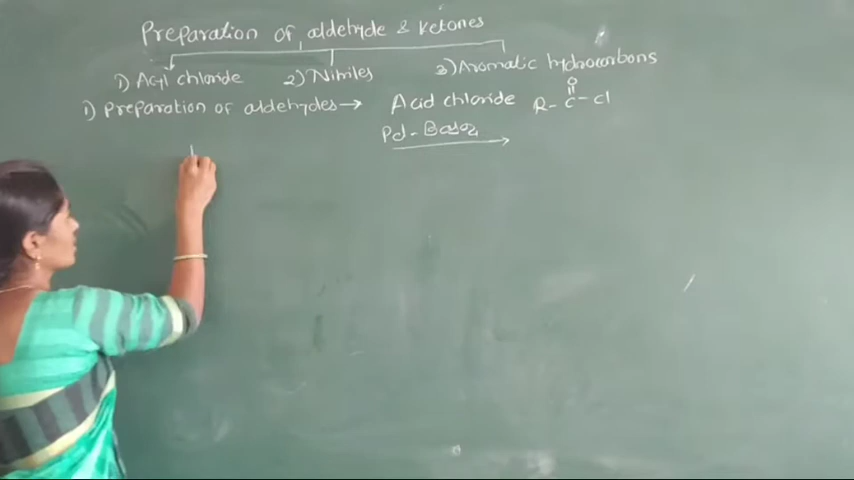 Preparation of aldehyde & Ketones
1) Acyl chloride 2) Nitriles 3) Aromatic hydrocarbons
1) Preparation of aldehydes → Acid chloride R-C-Cl
O
Pd-BaSO4